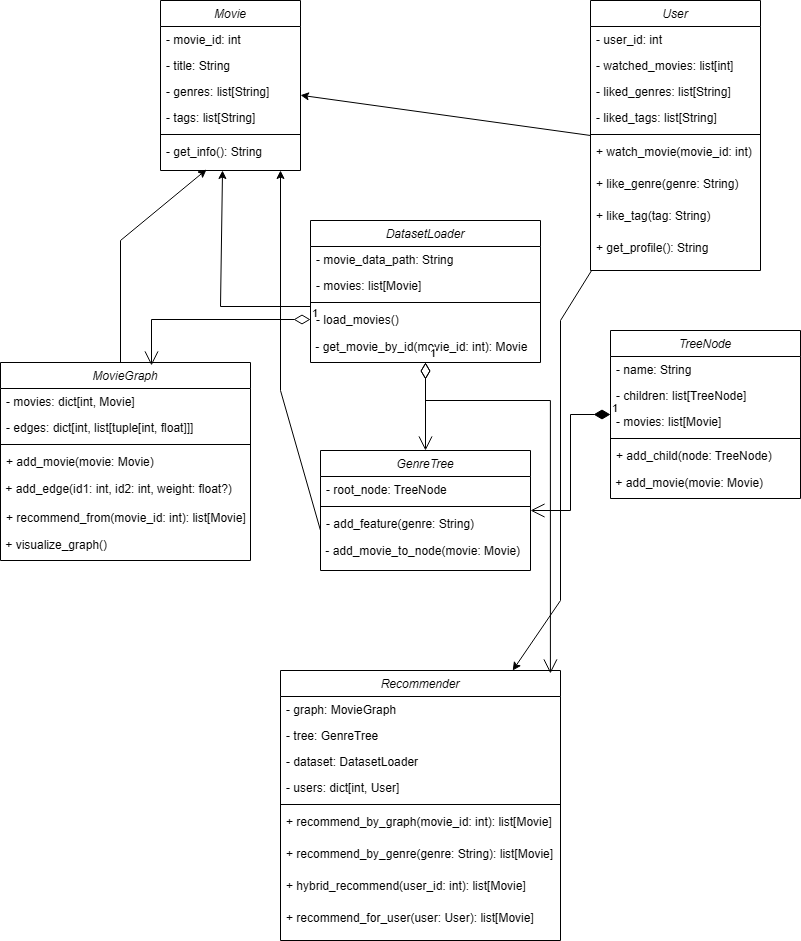 Movie
- movie_id: int
- title: String
- genres: list[String]
- tags: list[String]
- get_info(): String
User
- user_id: int
- watched_movies: list[int]
- liked_genres: list[String]
- liked_tags: list[String]
+ watch_movie(movie_id: int)
+ like_genre(genre: String)
+ like_tag(tag: String)
+ get_profile(): String
DatasetLoader
- movie_data_path: String
- movies: list[Movie]
1
- load_movies()
- get_movie_by_id(movie_id: int): Movie
1
TreeNode
- name: String
- children: list[TreeNode]
1
- movies: list[Movie]
+ add_child(node: TreeNode)
+ add_movie(movie: Movie)
MovieGraph
- movies: dict[int, Movie]
- edges: dict[int, list[tuple[int, float]]]
+ add_movie(movie: Movie)
+ add_edge(id1: int, id2: int, weight: float?)
+ recommend_from(movie_id: int): list[Movie]
+ visualize_graph()
GenreTree
- root_node: TreeNode
- add_feature(genre: String)
- add_movie_to_node(movie: Movie)
Recommender
- graph: MovieGraph
- tree: GenreTree
- dataset: DatasetLoader
- users: dict[int, User]
+ recommend_by_graph(movie_id: int): list[Movie]
+ recommend_by_genre(genre: String): list[Movie]
+ hybrid_recommend(user_id: int): list[Movie]
+ recommend_for_user(user: User): list[Movie]